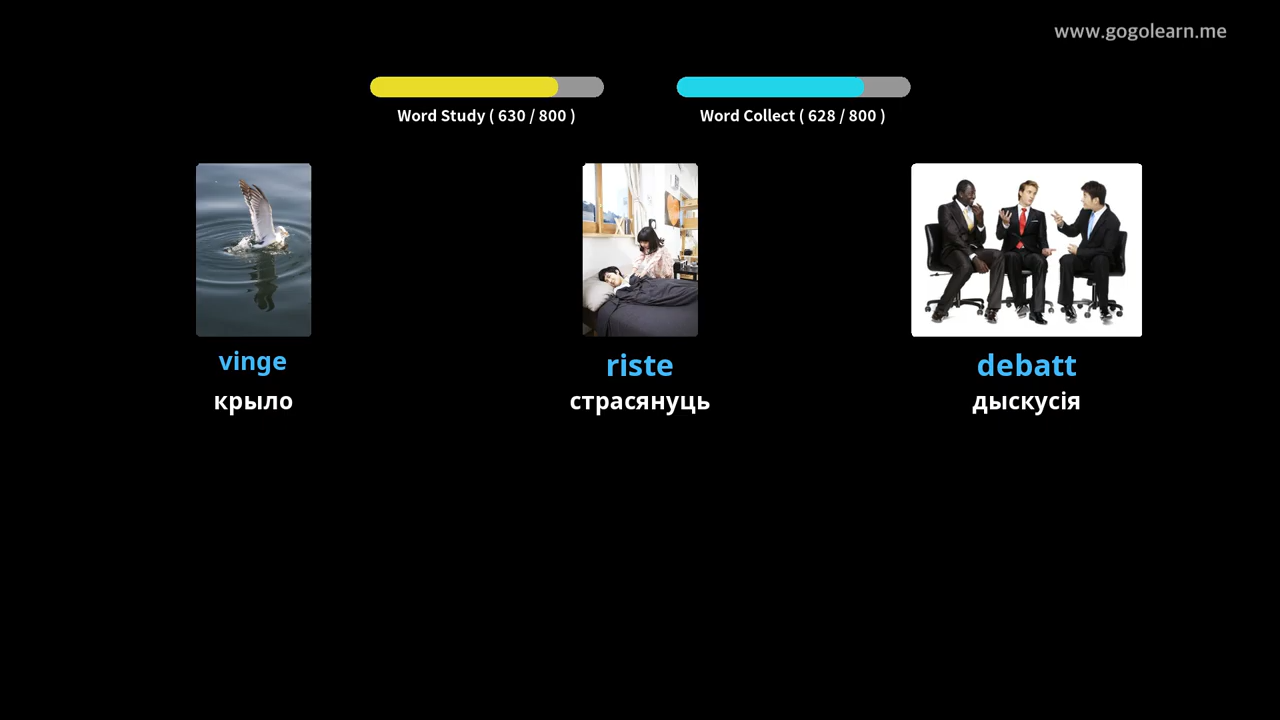 www.gogolearn.me
Word Study ( 630 / 800 )
Word Collect ( 628 / 800 )
vinge
крыло
riste
страсянуць
debatt
дыскусія